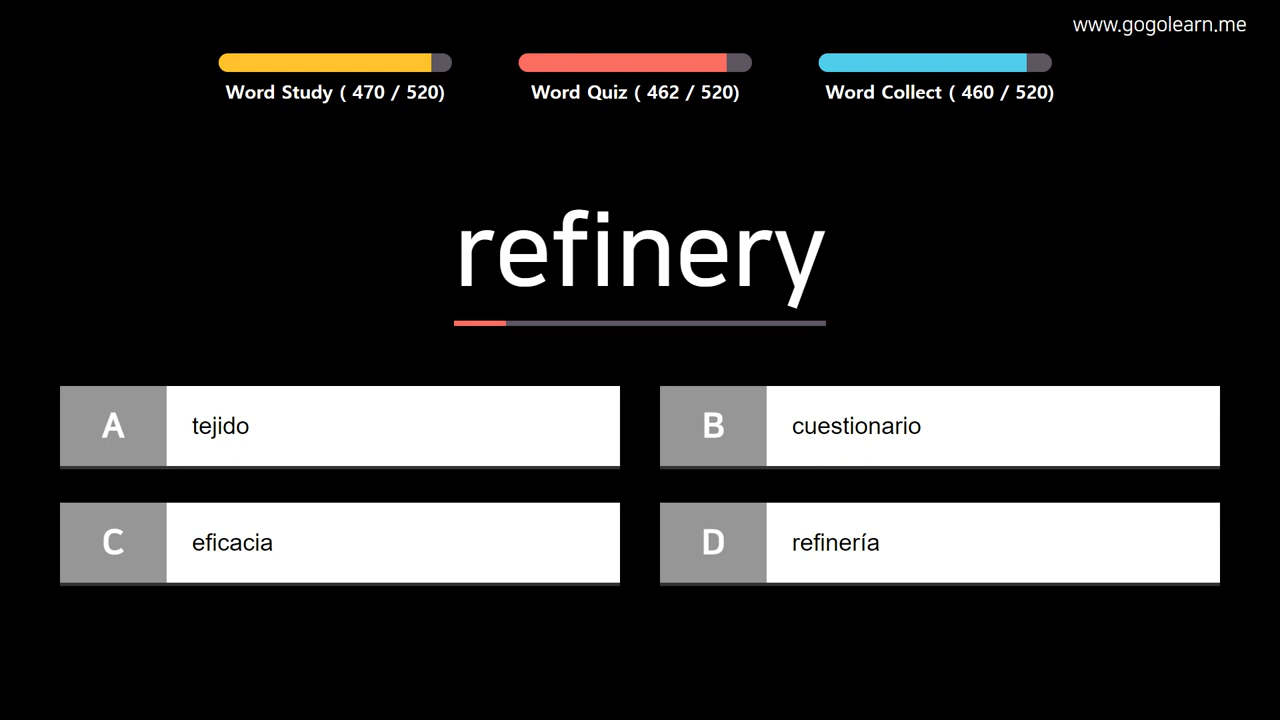 www.gogolearn.me
Word Study ( 470 / 520)
Word Quiz ( 462 / 520)
Word Collect ( 460 / 520)
refinery
A tejido
B cuestionario
C eficacia
D refinería